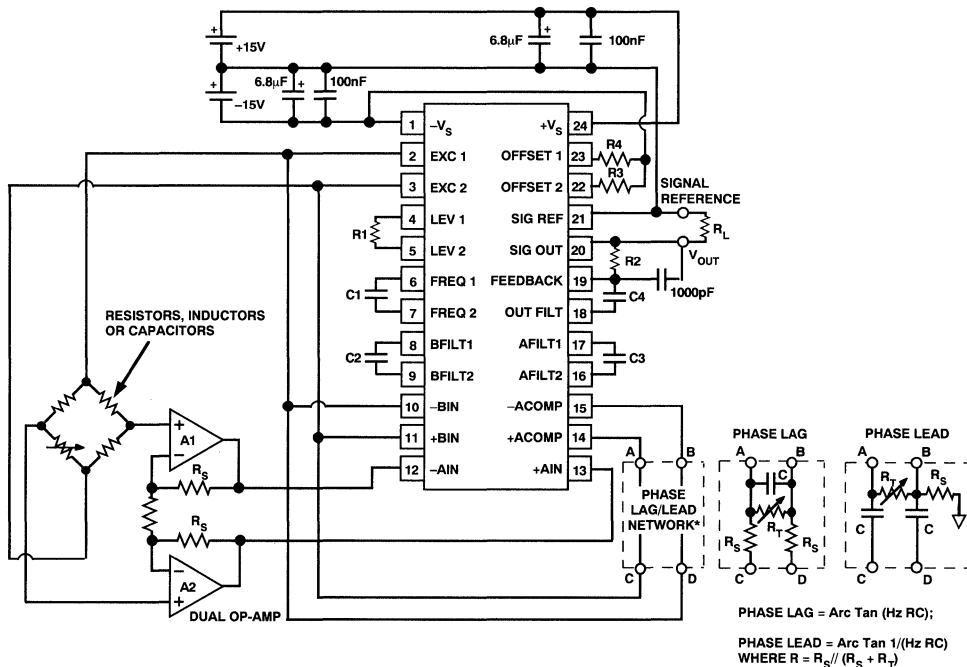 +15V
6.8μF
100nF
-15V
6.8μF
100nF
1
–VS
+VS
24
2
EXC 1
OFFSET 1
23
R4
3
EXC 2
OFFSET 2
22
R3
4
LEV 1
SIG REF
21
SIGNAL
REFERENCE
R1
RL
5
LEV 2
SIG OUT
20
VOUT
R2
6
FREQ 1
FEEDBACK
19
1000pF
C1
C4
7
FREQ 2
OUT FILT
18
8
BFILT1
AFILT1
17
C2
C3
9
BFILT2
AFILT2
16
10
–BIN
–ACOMP
15
11
+BIN
+ACOMP
14
12
–AIN
+AIN
13
RESISTORS, INDUCTORS
OR CAPACITORS
+
A1
–
RS
RS
–
A2
+
DUAL OP-AMP
A
B
PHASE
LAG/LEAD
NETWORK*
C
D
PHASE LAG
A
B
C
RT
RS
RS
C
D
PHASE LEAD
A
B
RT
RS
C
C
C
D
PHASE LAG = Arc Tan (Hz RC);
PHASE LEAD = Arc Tan 1/(Hz RC)
WHERE R = RS// (RS + RT)